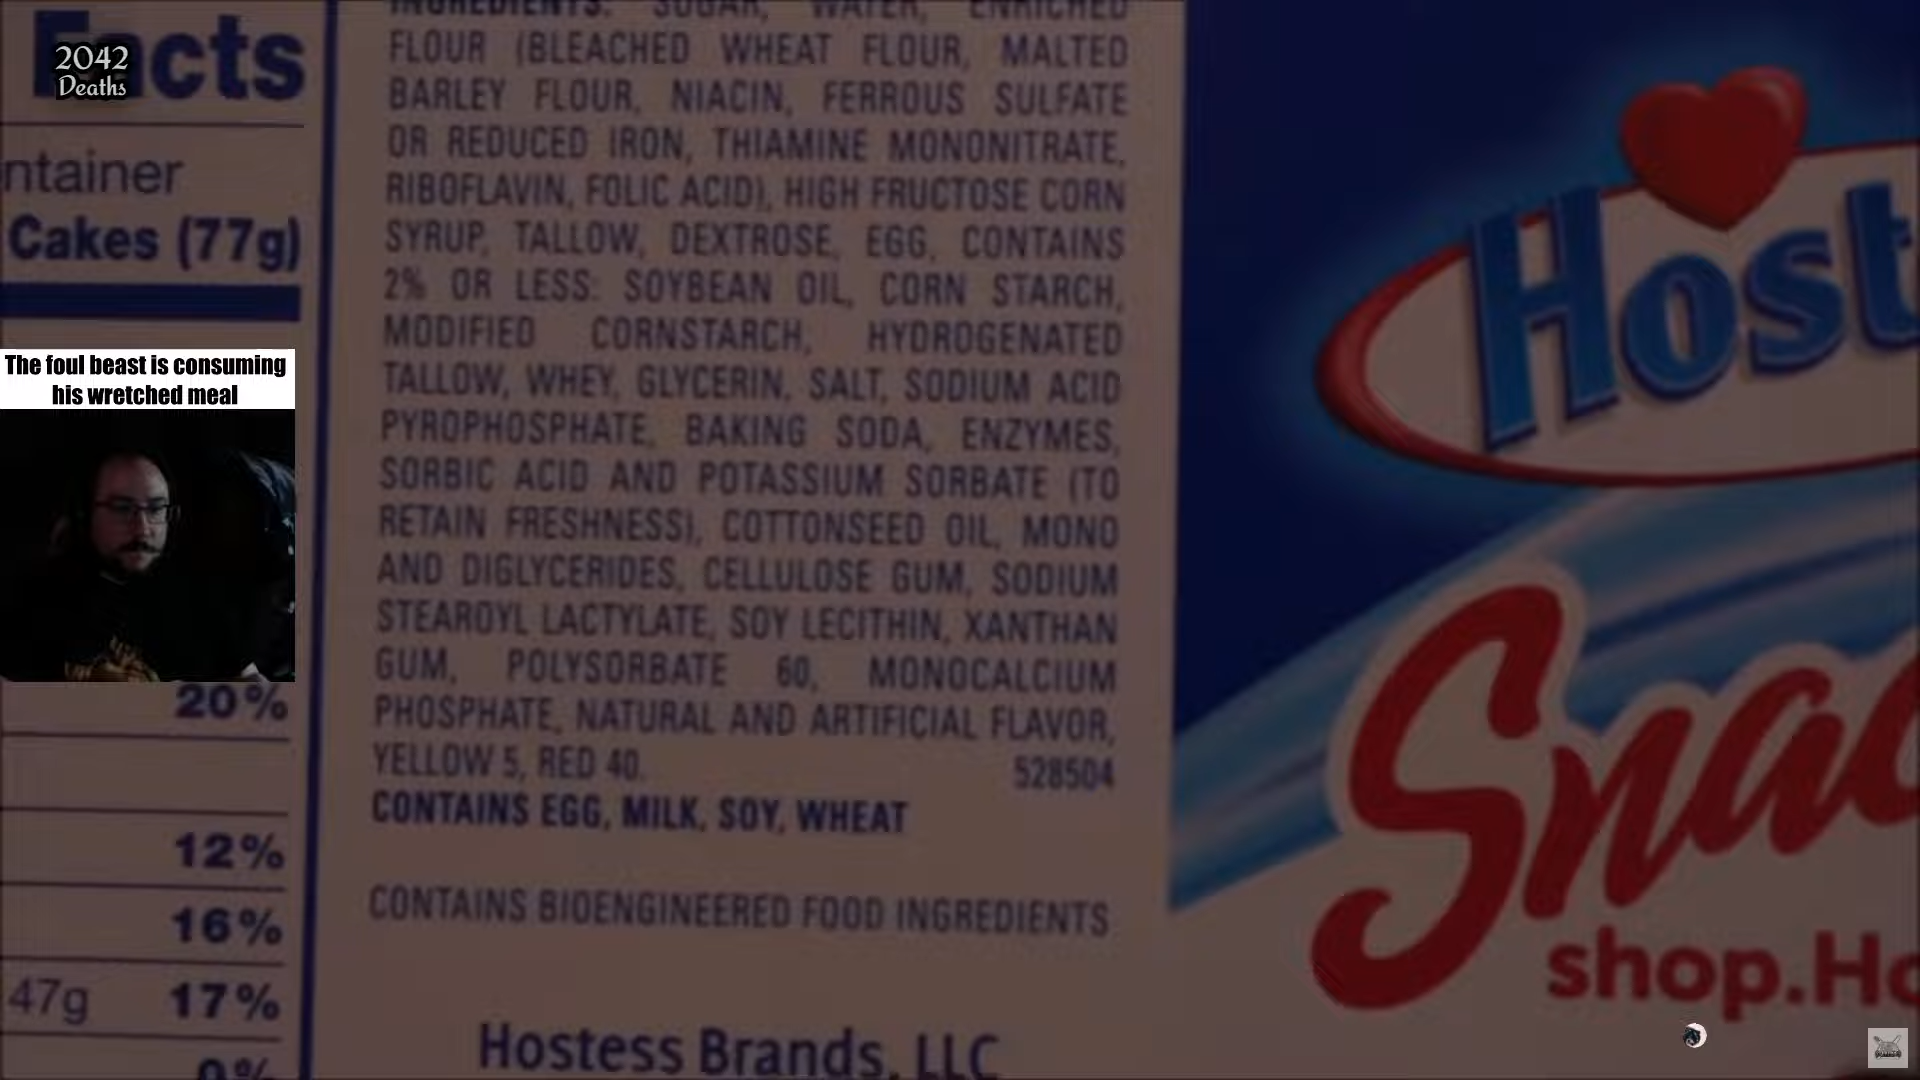 Facts
2042
Deaths
ntainer
Cakes (77g)
The foul beast is consuming
his wretched meal
20%
12%
16%
47g 17%
0%
INGREDIENTS: SUGAR, WATER, ENRICHED
FLOUR (BLEACHED WHEAT FLOUR, MALTED
BARLEY FLOUR, NIACIN, FERROUS SULFATE
OR REDUCED IRON, THIAMINE MONONITRATE,
RIBOFLAVIN, FOLIC ACID), HIGH FRUCTOSE CORN
SYRUP, TALLOW, DEXTROSE, EGG, CONTAINS
2% OR LESS: SOYBEAN OIL, CORN STARCH,
MODIFIED CORNSTARCH, HYDROGENATED
TALLOW, WHEY, GLYCERIN, SALT, SODIUM ACID
PYROPHOSPHATE, BAKING SODA, ENZYMES,
SORBIC ACID AND POTASSIUM SORBATE (TO
RETAIN FRESHNESS), COTTONSEED OIL, MONO
AND DIGLYCERIDES, CELLULOSE GUM, SODIUM
STEAROYL LACTYLATE, SOY LECITHIN, XANTHAN
GUM, POLYSORBATE 60, MONOCALCIUM
PHOSPHATE, NATURAL AND ARTIFICIAL FLAVOR,
YELLOW 5, RED 40. 528504
CONTAINS EGG, MILK, SOY, WHEAT
CONTAINS BIOENGINEERED FOOD INGREDIENTS
Hostess Brands, LLC
Host
Snac
shop.Ho